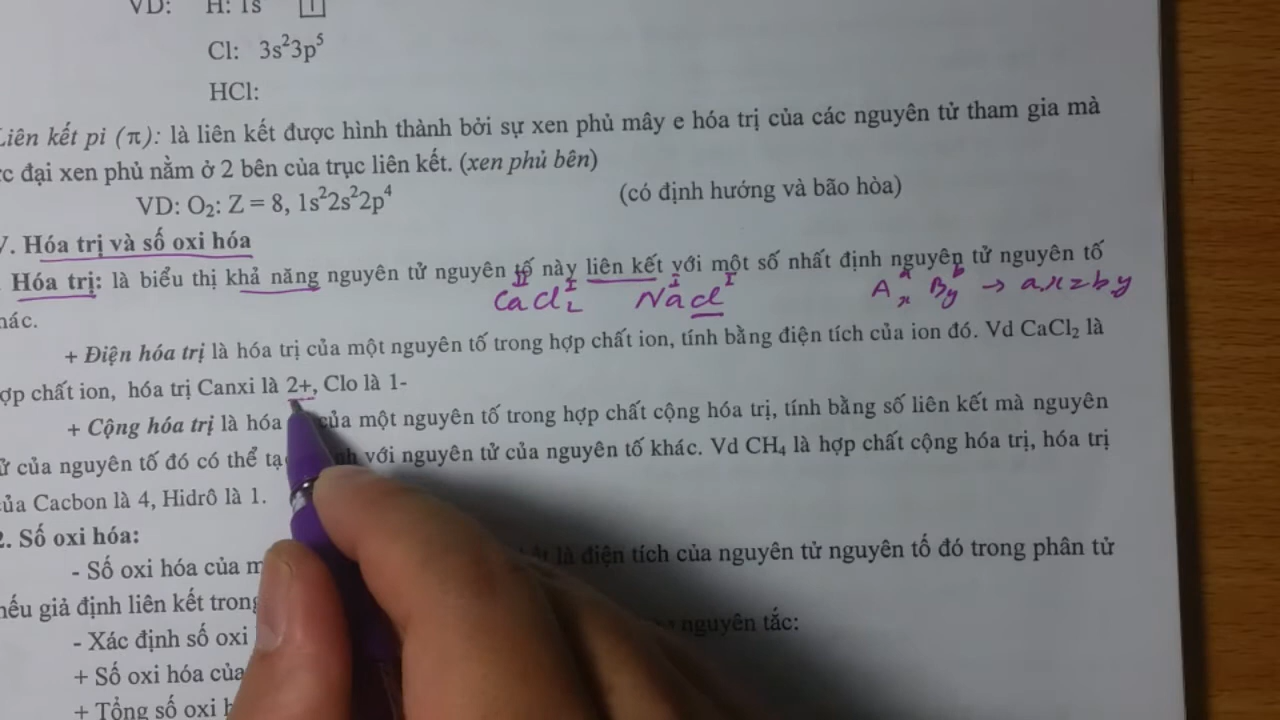 VD: H: 1s
Cl: 3s²3p⁵
HCl:
Liên kết pi (π): là liên kết được hình thành bởi sự xen phủ mây e hóa trị của các nguyên tử tham gia mà
đại xen phủ nằm ở 2 bên của trục liên kết. (xen phủ bên)
VD: O₂: Z = 8, 1s²2s²2p⁴ (có định hướng và bão hòa)
Hóa trị và số oxi hóa
Hóa trị: là biểu thị khả năng nguyên tử nguyên tố này liên kết với một số nhất định nguyên tử nguyên tố
CaCl₂ NaCl A B → a.x = b.y
+ Điện hóa trị là hóa trị của một nguyên tố trong hợp chất ion, tính bằng điện tích của ion đó. Vd CaCl₂ là
chất ion, hóa trị Canxi là 2+, Clo là 1-
+ Cộng hóa trị là hóa của một nguyên tố trong hợp chất cộng hóa trị, tính bằng số liên kết mà nguyên
của nguyên tố đó có thể với nguyên tử của nguyên tố khác. Vd CH₄ là hợp chất cộng hóa trị, hóa trị
của Cacbon là 4, Hiđrô là 1.
2. Số oxi hóa:
- Số oxi hóa của là điện tích của nguyên tử nguyên tố đó trong phân tử
nếu giả định liên kết trong
- Xác định số oxi nguyên tắc:
+ Số oxi hóa của
+ Tổng số oxi